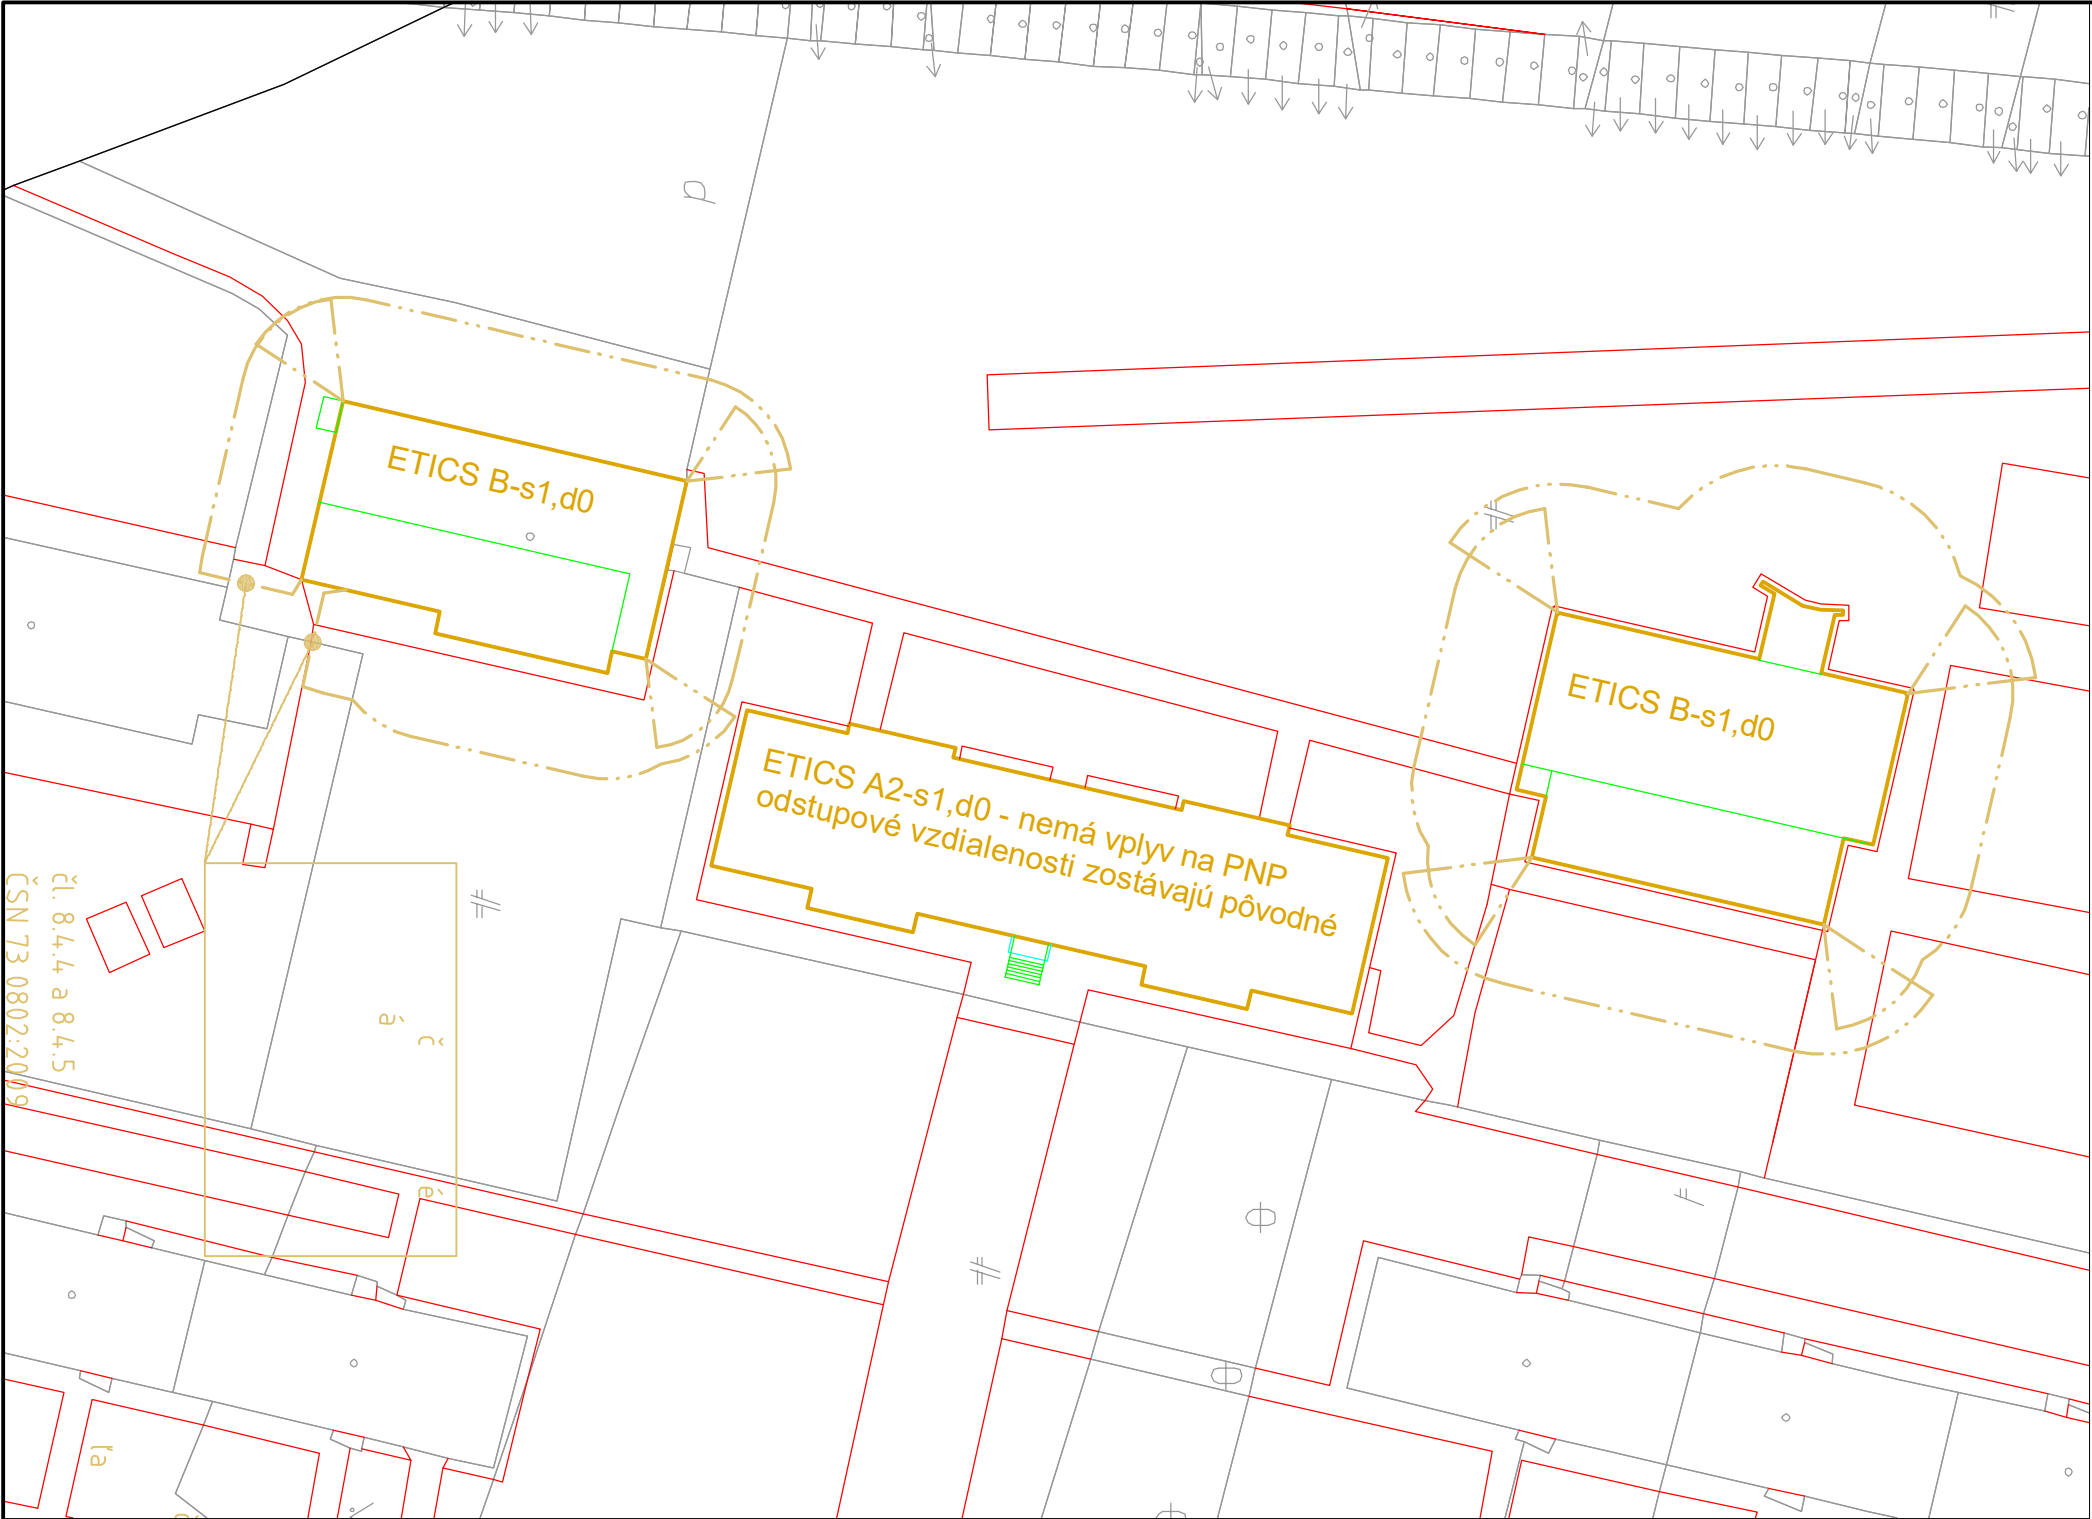 ETICS B-s1,d0
ETICS B-s1,d0
ETICS A2-s1,d0 - nemá vplyv na PNP
odstupové vzdialenosti zostávajú pôvodné
čl. 8.4.4 a 8.4.5
ČSN 73 0802:2009